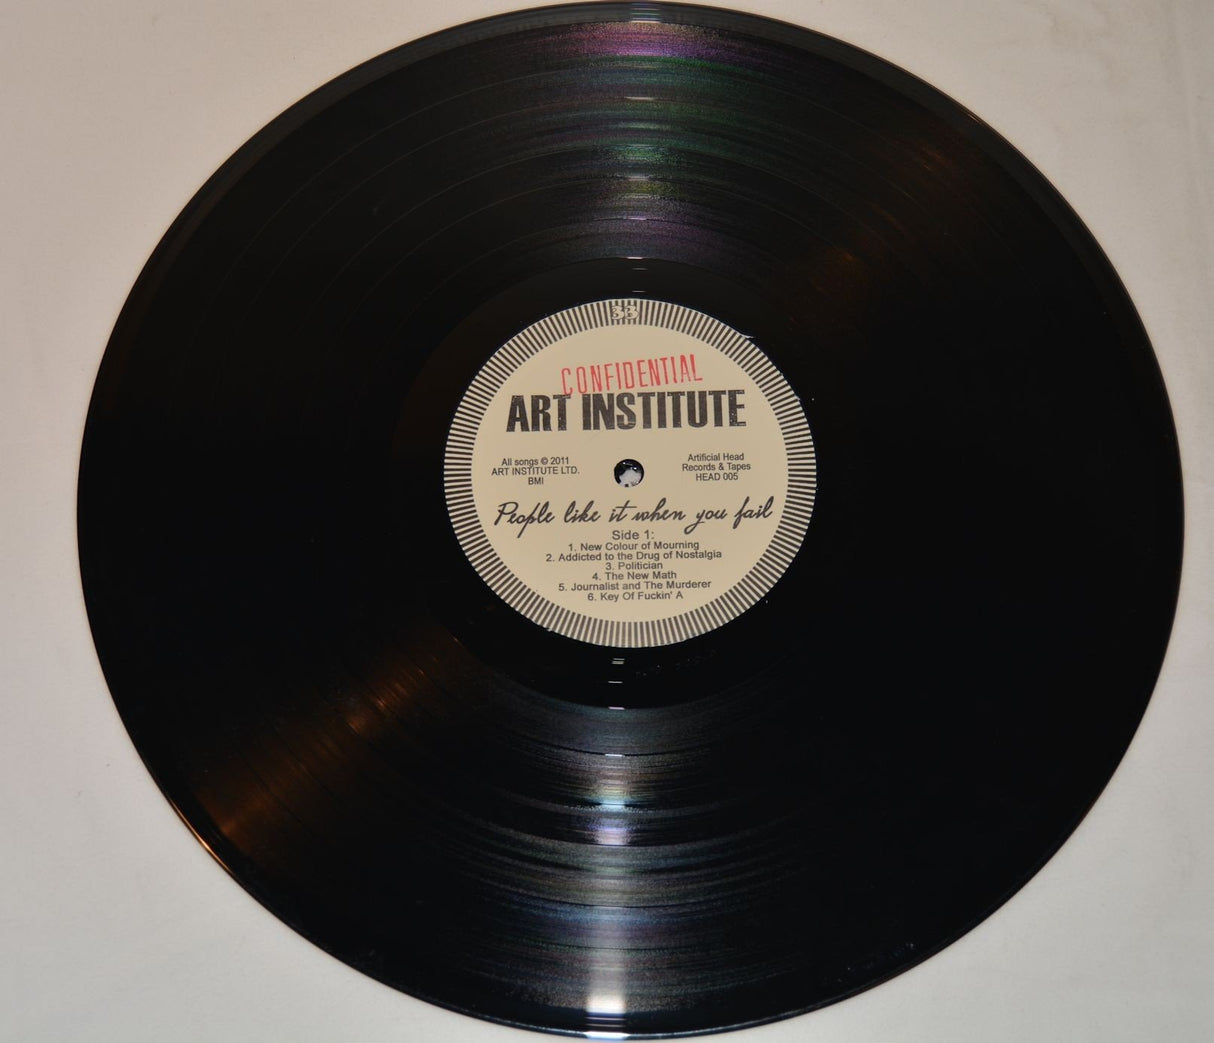 33
CONFIDENTIAL
ART INSTITUTE
All songs © 2011
ART INSTITUTE LTD.
BMI
Artificial Head
Records & Tapes
HEAD 005
People like it when you fail
Side 1:
1. New Colour of Mourning
2. Addicted to the Drug of Nostalgia
3. Politician
4. The New Math
5. Journalist and The Murderer
6. Key Of Fuckin' A